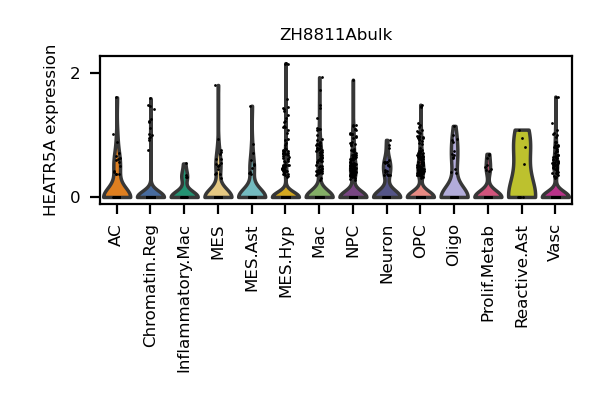 ZH8811Abulk
HEATR5A expression
2
0
AC
Chromatin.Reg
Inflammatory.Mac
MES
MES.Ast
MES.Hyp
Mac
NPC
Neuron
OPC
Oligo
Prolif.Metab
Reactive.Ast
Vasc